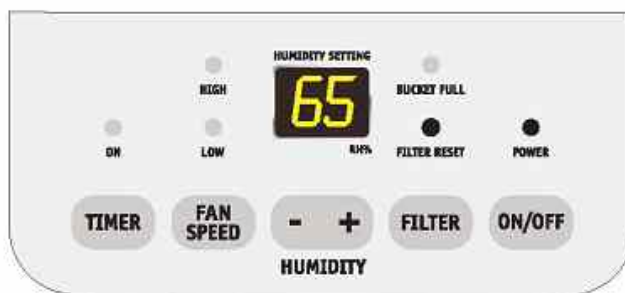 HUMIDITY SETTING
HIGH
65
BUCKET FULL
ON
LOW
RH%
FILTER RESET
POWER
TIMER
FAN SPEED
- +
FILTER
ON/OFF
HUMIDITY